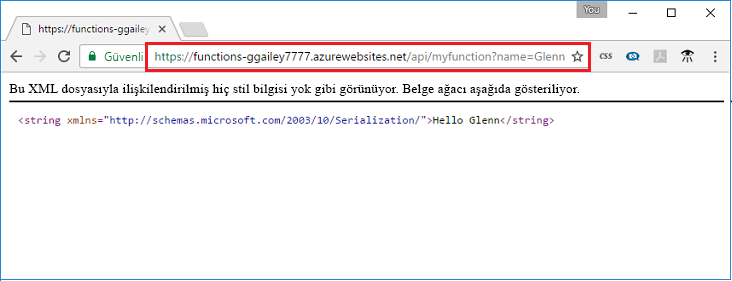 You
https://functions-ggailey
Güvenli https://functions-ggailey7777.azurewebsites.net/api/myfunction?name=Glenn css
Bu XML dosyasıyla ilişkilendirilmiş hiç stil bilgisi yok gibi görünüyor. Belge ağacı aşağıda gösteriliyor.
<string xmlns="http://schemas.microsoft.com/2003/10/Serialization/">Hello Glenn</string>